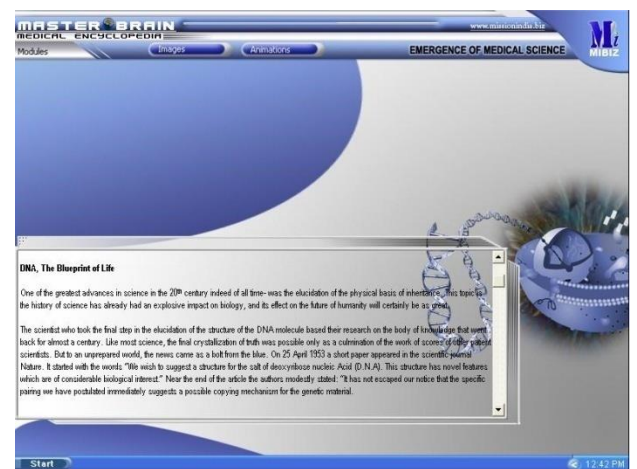 MASTER BRAIN
MEDICAL ENCYCLOPEDIA
www.missionindia.biz
Modules
Images
Animations
EMERGENCE OF MEDICAL SCIENCE
MIBIZ
DNA, The Blueprint of Life
One of the greatest advances in science in the 20th century indeed of all time- was the elucidation of the physical basis of inheritance. This topic is
the history of science has already had an explosive impact on biology, and its effect on the future of humanity will certainly be as great.
The scientist who took the final step in the elucidation of the structure of the DNA molecule based their research on the body of knowledge that went
back for almost a century. Like most science, the final crystallization of truth was possible only as a culmination of the work of scores of other patient
scientists. But to an unprepared world, the news came as a bolt from the blue. On 25 April 1953 a short paper appeared in the scientific journal
Nature. It started with the words "We wish to suggest a structure for the salt of deoxyribose nucleic Acid (D.N.A). This structure has novel features
which are of considerable biological interest." Near the end of the article the authors modestly stated: "It has not escaped our notice that the specific
pairing we have postulated immediately suggests a possible copying mechanism for the genetic material.
Start
12:42 PM